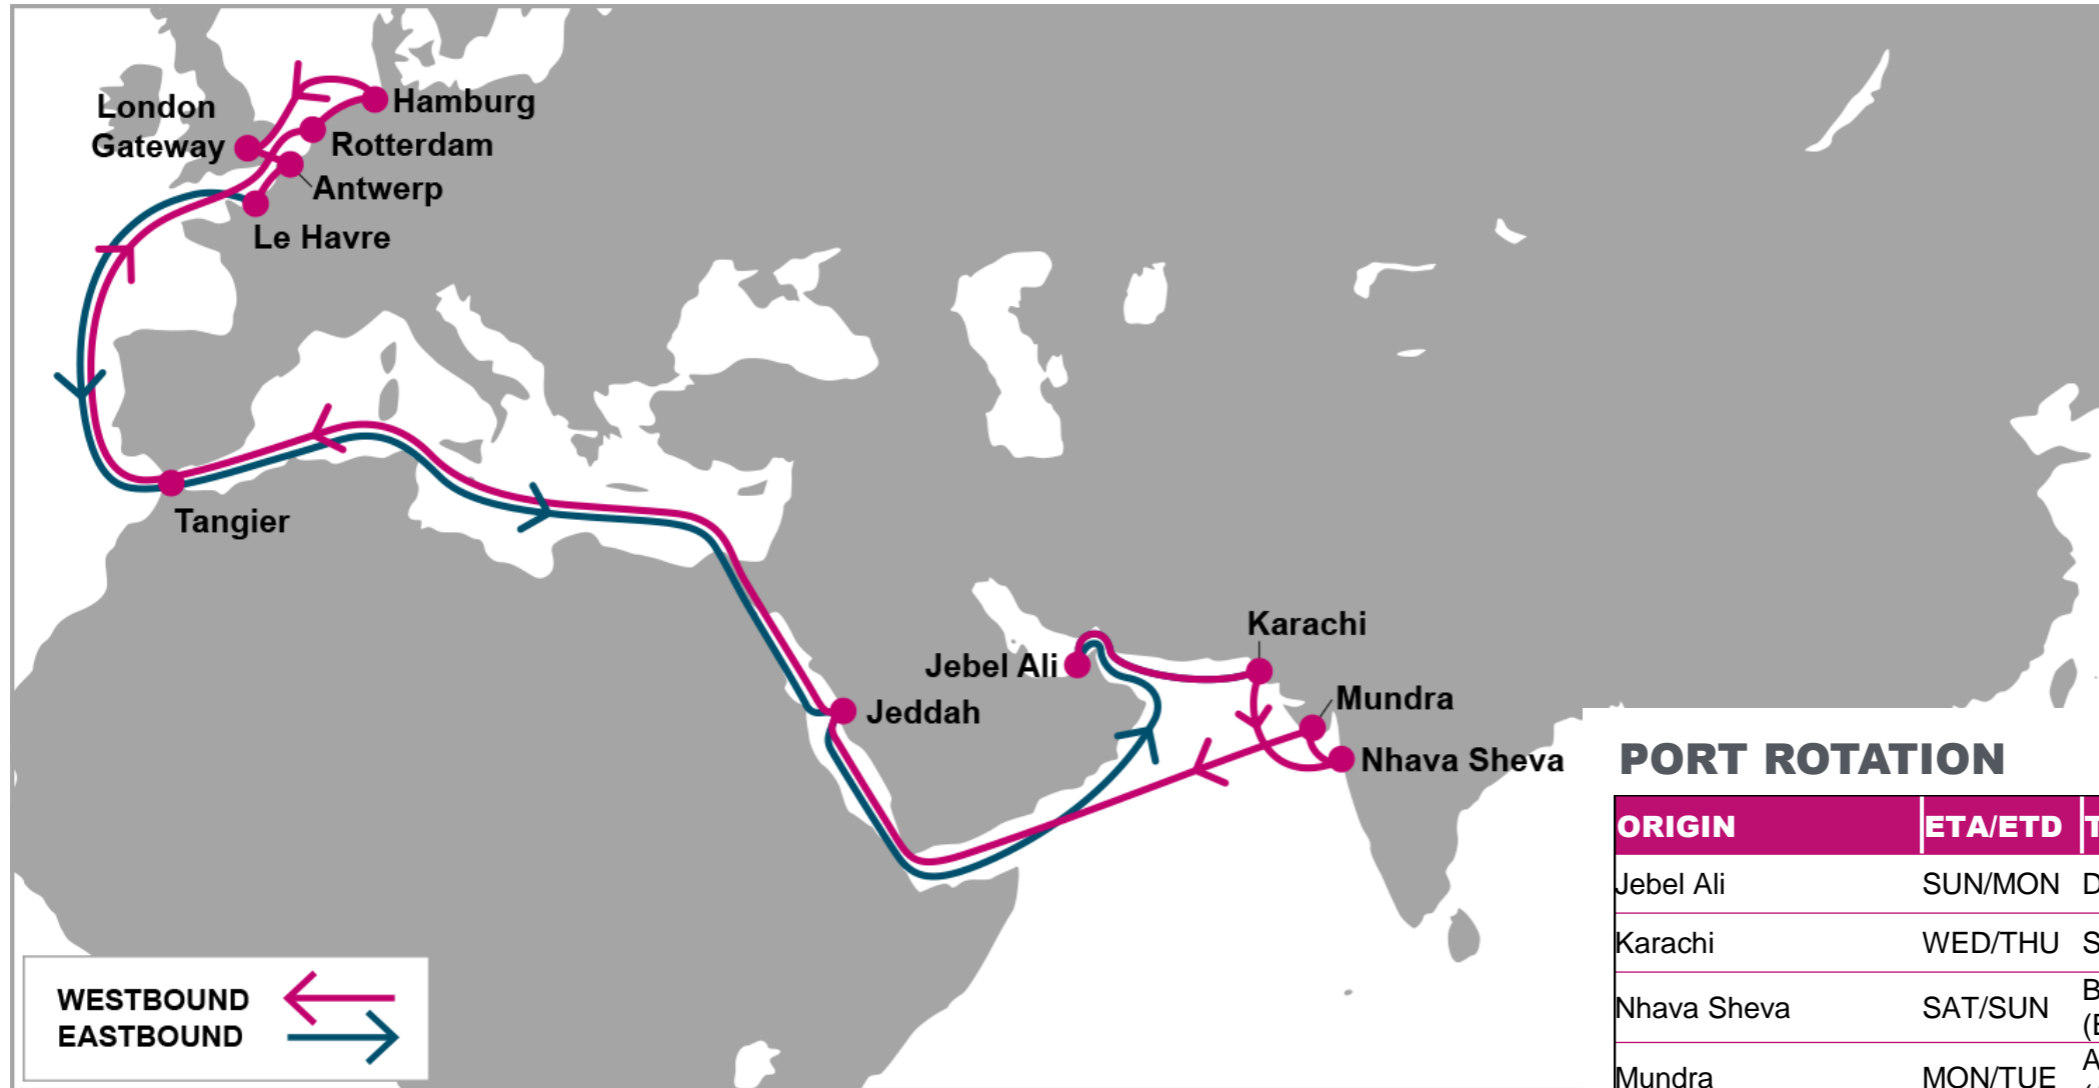 London
Gateway
Hamburg
Rotterdam
Antwerp
Le Havre
Tangier
Jeddah
Jebel Ali
Karachi
Mundra
Nhava Sheva
WESTBOUND
EASTBOUND
PORT ROTATION
ORIGIN ETA/ETD
Jebel Ali SUN/MON
Karachi WED/THU
Nhava Sheva SAT/SUN
Mundra MON/TUE